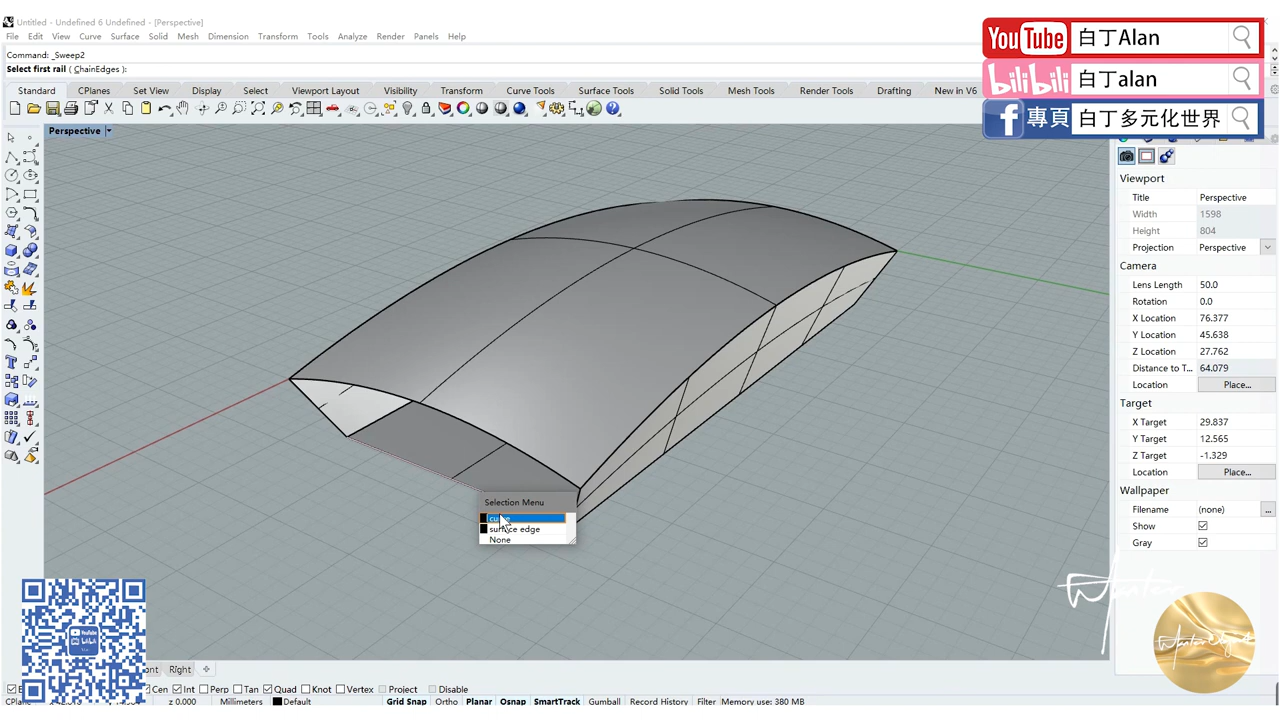 Untitled - Undefined 6 Undefined - [Perspective]
File Edit View Curve Surface Solid Mesh Dimension Transform Tools Analyze Render Panels Help
Command: _Sweep2
Select first rail ( ChainEdges ):
Standard CPlanes Set View Display Select Viewport Layout Visibility Transform Curve Tools Surface Tools Solid Tools Mesh Tools Render Tools Drafting New in V6
YouTube 白丁Alan
bilibili 白丁alan
f 專頁 白丁多元化世界
Perspective
Viewport
Title Perspective
Width 1598
Height 804
Projection Perspective
Camera
Lens Length 50.0
Rotation 0.0
X Location 76.377
Y Location 45.638
Z Location 27.762
Distance to T... 64.079
Location Place...
Target
X Target 29.837
Y Target 12.565
Z Target -1.329
Location Place...
Wallpaper
Filename (none) ...
Show
Gray
Selection Menu
surface edge
None
YouTube
bilibili
Right
Cen Int Perp Tan Quad Knot Vertex Project Disable
CPlane z 0.000 Millimeters Default Grid Snap Ortho Planar Osnap SmartTrack Gumball Record History Filter Memory use: 380 MB